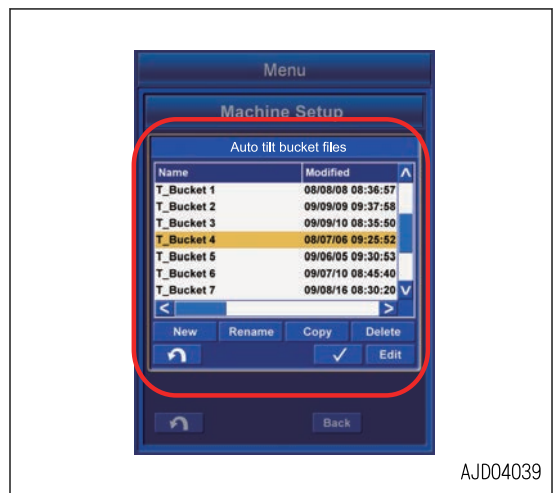 Menu
Machine Setup
Auto tilt bucket files
Name Modified
T_Bucket 1 08/08/08 08:36:57
T_Bucket 2 09/09/09 09:37:58
T_Bucket 3 09/09/10 08:35:50
T_Bucket 4 08/07/06 09:25:52
T_Bucket 5 09/06/05 09:30:53
T_Bucket 6 09/07/10 08:45:40
T_Bucket 7 09/08/16 08:30:20
New Rename Copy Delete
Edit
Back
AJD04039